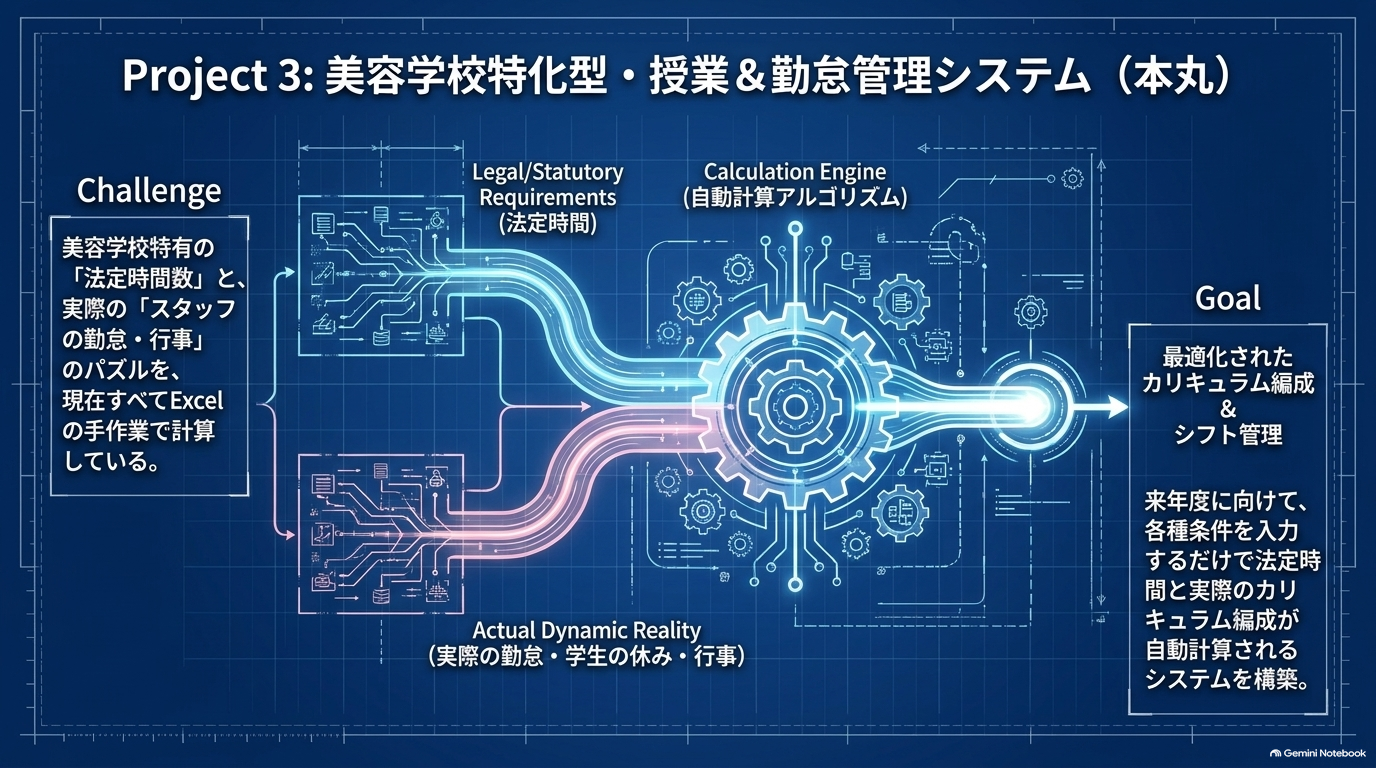 Project 3: 美容学校特化型・授業＆勤怠管理システム（本丸）
Challenge
美容学校特有の
「法定時間数」と、
実際の「スタッフ
の勤怠・行事」
のパズルを、
現在すべてExcel
の手作業で計算
している。
Legal/Statutory
Requirements
(法定時間)
Calculation Engine
(自動計算アルゴリズム)
Actual Dynamic Reality
（実際の勤怠・学生の休み・行事）
Goal
最適化された
カリキュラム編成
&
シフト管理
来年度に向けて、
各種条件を入力
するだけで法定時
間と実際のカリ
キュラム編成が
自動計算される
システムを構築。
Gemini Notebook